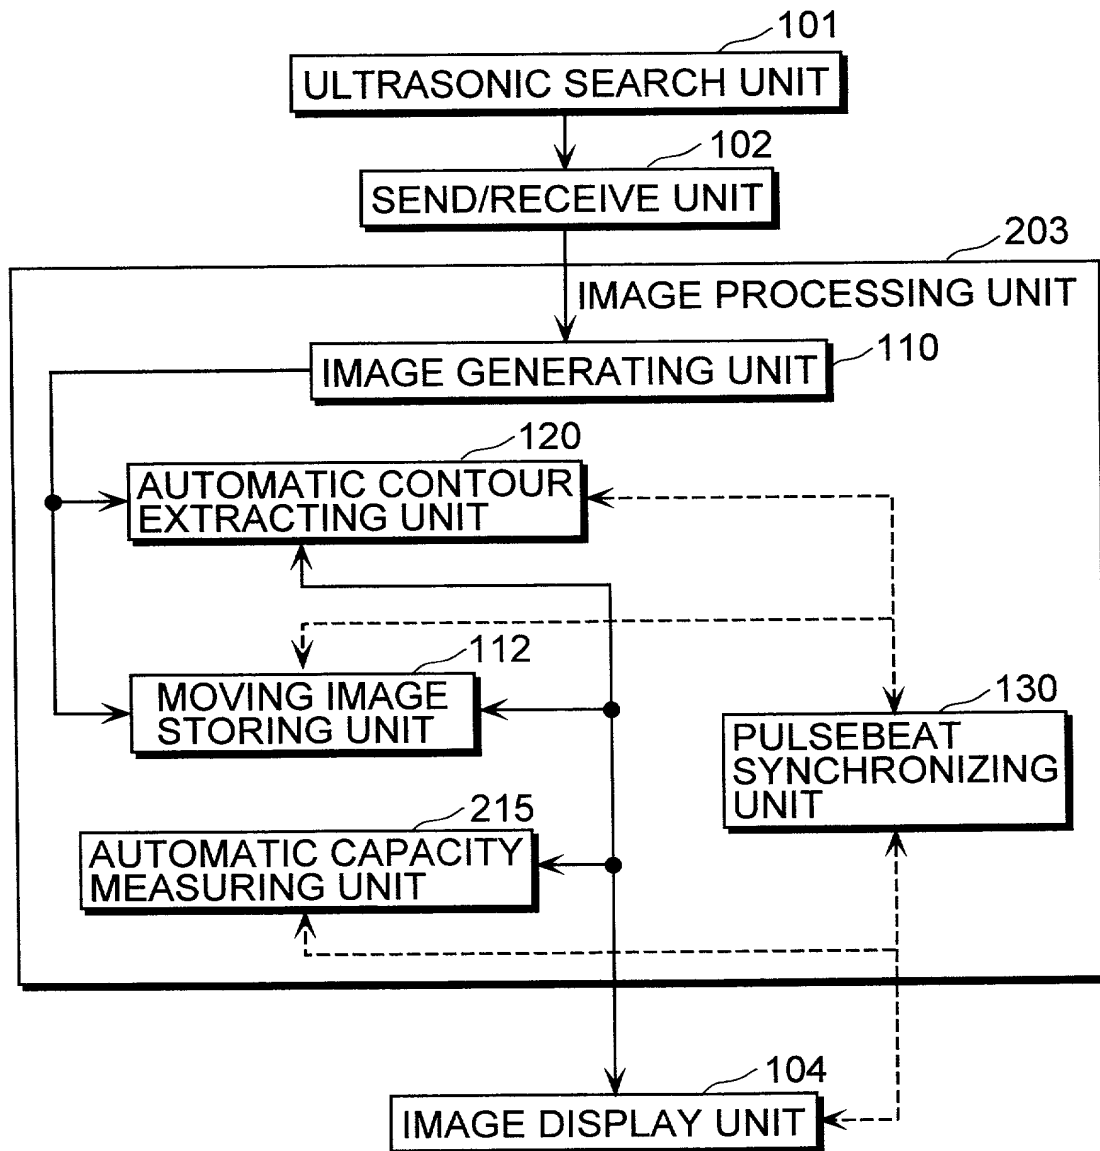 101
ULTRASONIC SEARCH UNIT
102
SEND/RECEIVE UNIT
203
IMAGE PROCESSING UNIT
110
IMAGE GENERATING UNIT
120
AUTOMATIC CONTOUR
EXTRACTING UNIT
112
MOVING IMAGE
STORING UNIT
130
PULSEBEAT
SYNCHRONIZING
UNIT
215
AUTOMATIC CAPACITY
MEASURING UNIT
104
IMAGE DISPLAY UNIT